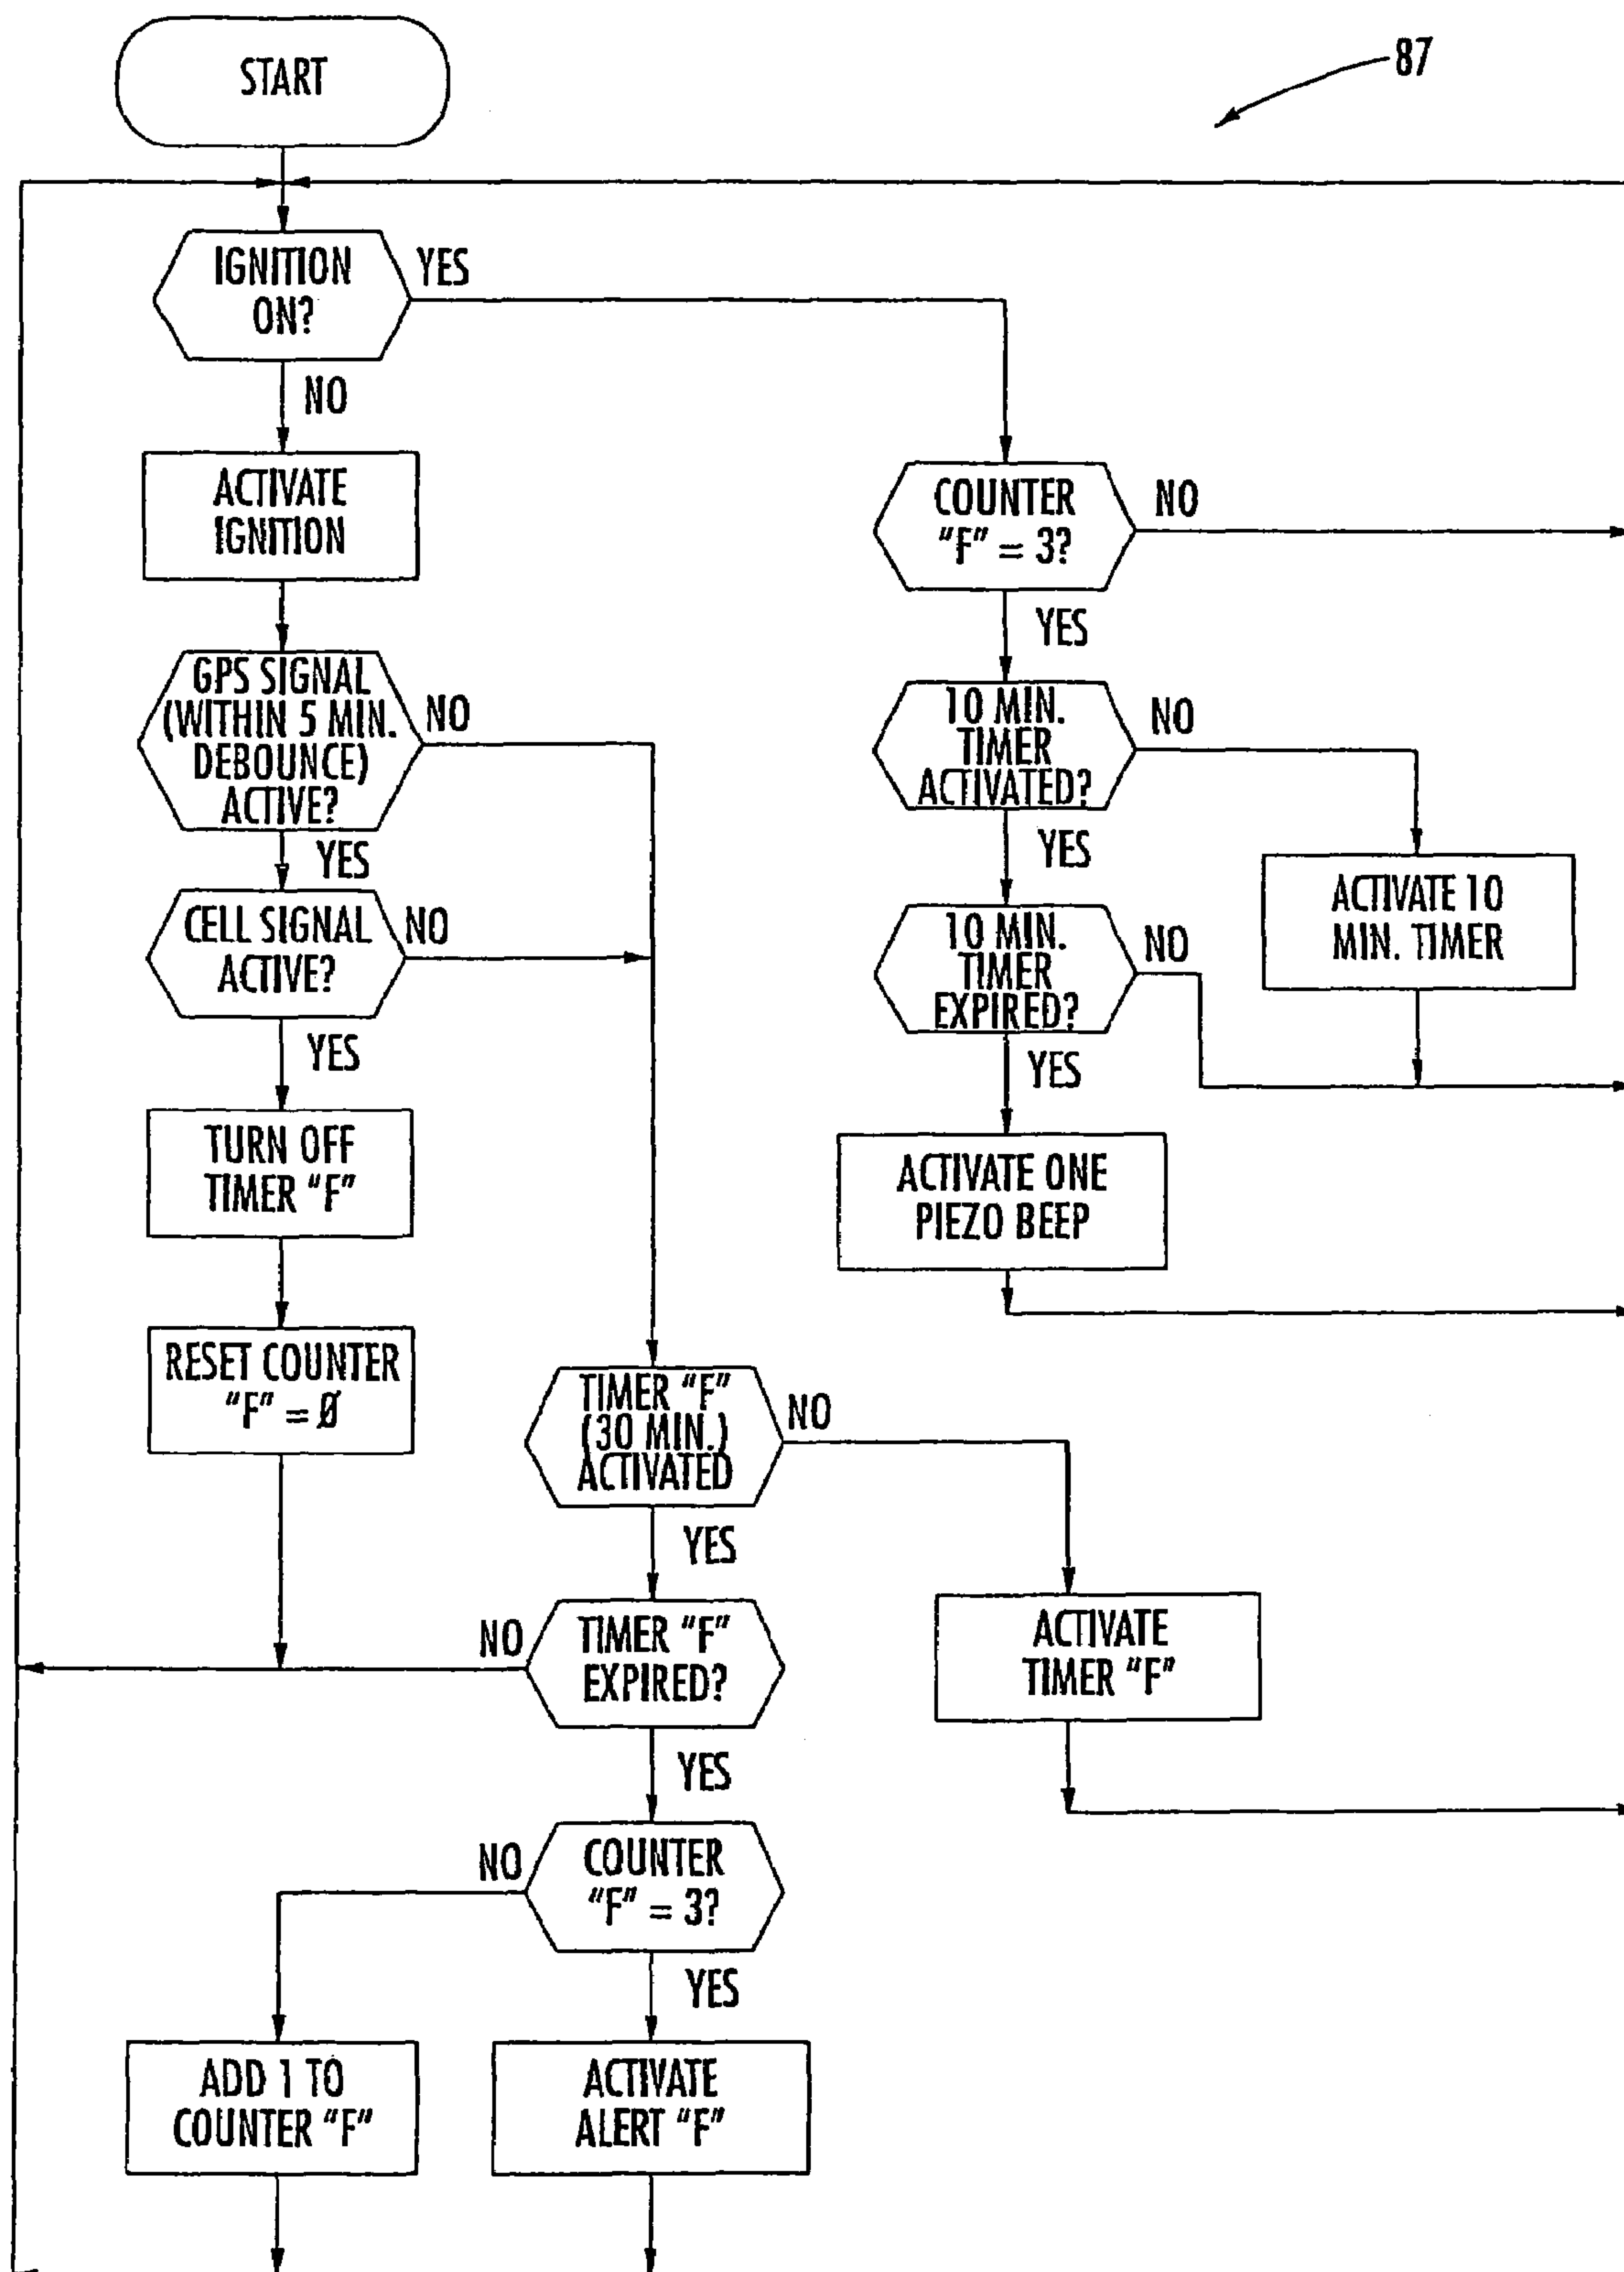 START
87
IGNITION
ON?
YES
NO
ACTIVATE
IGNITION
COUNTER
"F" = 3?
NO
YES
GPS SIGNAL
(WITHIN 5 MIN.
DEBOUNCE)
ACTIVE?
NO
YES
10 MIN.
TIMER
ACTIVATED?
NO
YES
ACTIVATE 10
MIN. TIMER
CELL SIGNAL
ACTIVE?
NO
YES
10 MIN.
TIMER
EXPIRED?
NO
YES
TURN OFF
TIMER "F"
ACTIVATE ONE
PIEZO BEEP
RESET COUNTER
"F" = Ø
TIMER "F"
(30 MIN.)
ACTIVATED
NO
YES
TIMER "F"
EXPIRED?
NO
YES
ACTIVATE
TIMER "F"
COUNTER
"F" = 3?
NO
YES
ADD 1 TO
COUNTER "F"
ACTIVATE
ALERT "F"